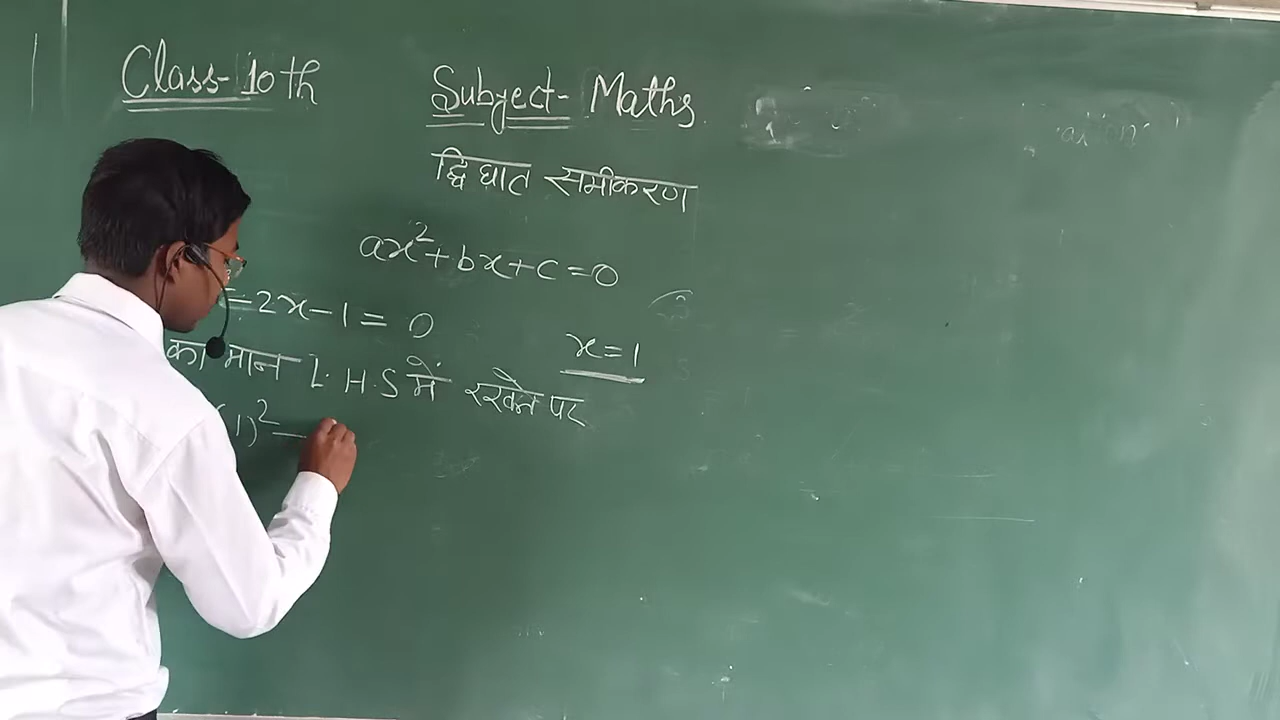 Class-10th
Subject- Maths
द्विघात समीकरण
ax²+bx+c=0
-2x-1=0
x=1
का मान L.H.S में रखने पर
(1)²-